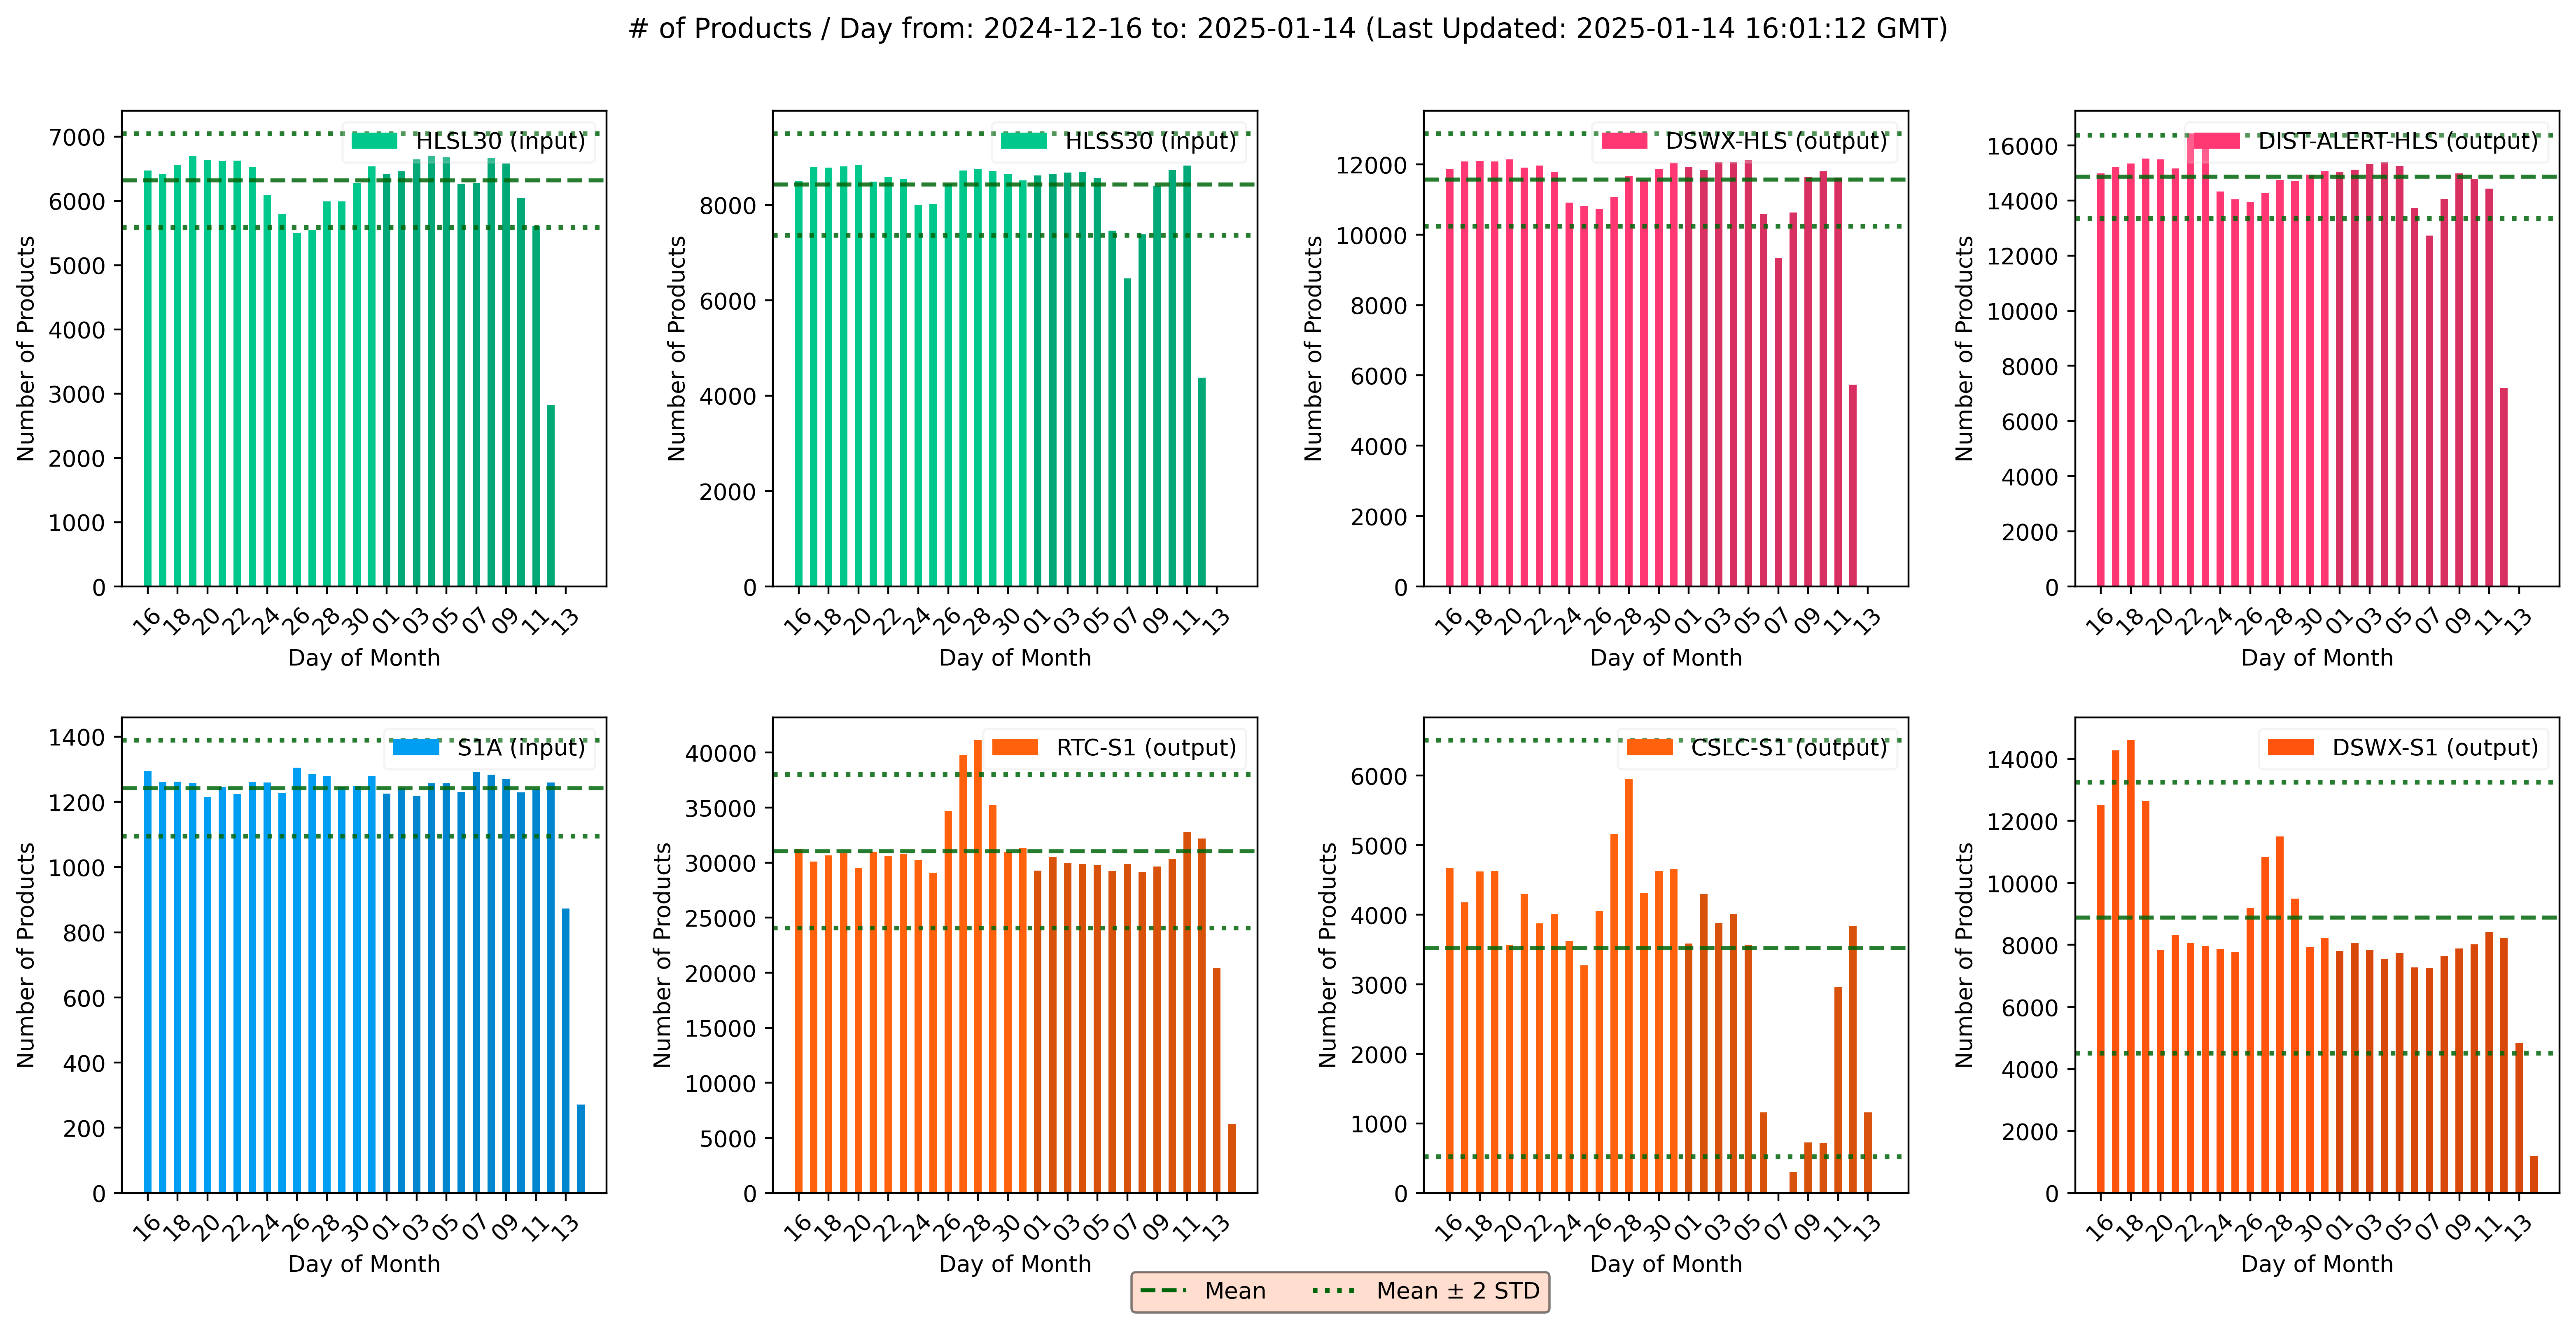 # of Products / Day from: 2024-12-16 to: 2025-01-14 (Last Updated: 2025-01-14 16:01:12 GMT)
HLSL30 (input)
Number of Products
7000
6000
5000
4000
3000
2000
1000
0
16 18 20 22 24 26 28 30 01 03 05 07 09 11 13
Day of Month
HLSS30 (input)
Number of Products
8000
6000
4000
2000
0
16 18 20 22 24 26 28 30 01 03 05 07 09 11 13
Day of Month
DSWX-HLS (output)
Number of Products
12000
10000
8000
6000
4000
2000
0
16 18 20 22 24 26 28 30 01 03 05 07 09 11 13
Day of Month
DIST-ALERT-HLS (output)
Number of Products
16000
14000
12000
10000
8000
6000
4000
2000
0
16 18 20 22 24 26 28 30 01 03 05 07 09 11 13
Day of Month
S1A (input)
Number of Products
1400
1200
1000
800
600
400
200
0
16 18 20 22 24 26 28 30 01 03 05 07 09 11 13
Day of Month
RTC-S1 (output)
Number of Products
40000
35000
30000
25000
20000
15000
10000
5000
0
16 18 20 22 24 26 28 30 01 03 05 07 09 11 13
Day of Month
CSLC-S1 (output)
Number of Products
6000
5000
4000
3000
2000
1000
0
16 18 20 22 24 26 28 30 01 03 05 07 09 11 13
Day of Month
DSWX-S1 (output)
Number of Products
14000
12000
10000
8000
6000
4000
2000
0
16 18 20 22 24 26 28 30 01 03 05 07 09 11 13
Day of Month
Mean
Mean ± 2 STD